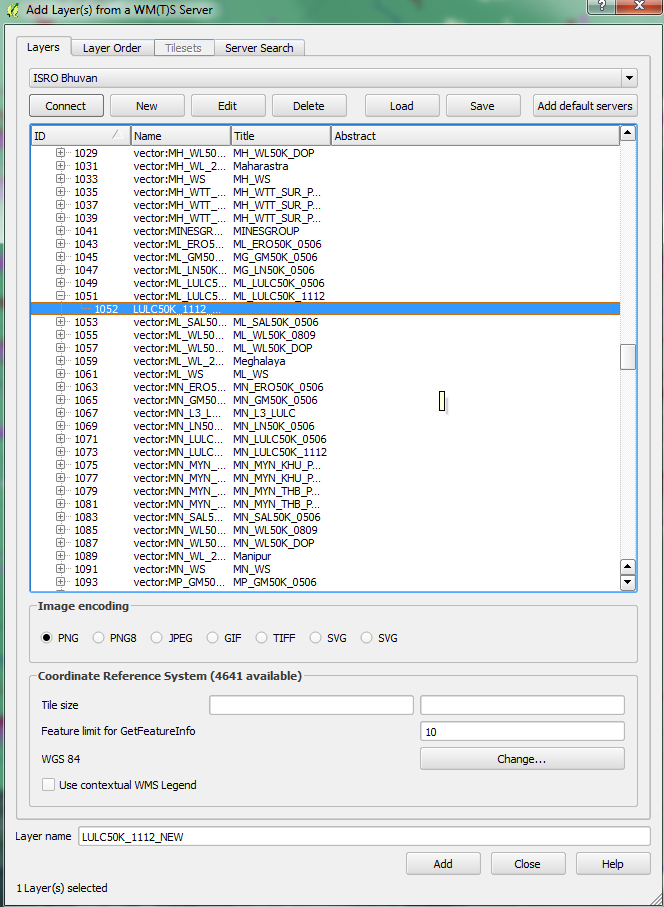 Add Layer(s) from a WM(T)S Server
Layers Layer Order Tilesets Server Search
ISRO Bhuvan
Connect New Edit Delete Load Save Add default servers
ID Name Title Abstract
1029 vector:MH_WL50... MH_WL50K_DOP
1031 vector:MH_WL_2... Maharastra
1033 vector:MH_WS MH_WS
1035 vector:MH_WTT_... MH_WTT_SUR_P...
1037 vector:MH_WTT_... MH_WTT_SUR_P...
1039 vector:MH_WTT_... MH_WTT_SUR_P...
1041 vector:MINESGR... MINESGROUP
1043 vector:ML_ERO5... ML_ERO50K_0506
1045 vector:ML_GM50... MG_GM50K_0506
1047 vector:ML_LN50K... MG_LN50K_0506
1049 vector:ML_LULC5... ML_LULC50K_0506
1051 vector:ML_LULC5... ML_LULC50K_1112
1052 LULC50K_1112_...
1053 vector:ML_SAL50... ML_SAL50K_0506
1055 vector:ML_WL50... ML_WL50K_0809
1057 vector:ML_WL50... ML_WL50K_DOP
1059 vector:ML_WL_2... Meghalaya
1061 vector:ML_WS ML_WS
1063 vector:MN_ERO5... MN_ERO50K_0506
1065 vector:MN_GM50... MN_GM50K_0506
1067 vector:MN_L3_L... MN_L3_LULC
1069 vector:MN_LN50... MN_LN50K_0506
1071 vector:MN_LULC... MN_LULC50K_0506
1073 vector:MN_LULC... MN_LULC50K_1112
1075 vector:MN_MYN_... MN_MYN_KHU_P...
1077 vector:MN_MYN_... MN_MYN_KHU_P...
1079 vector:MN_MYN_... MN_MYN_THB_P...
1081 vector:MN_MYN_... MN_MYN_THB_P...
1083 vector:MN_SAL5... MN_SAL50K_0506
1085 vector:MN_WL50... MN_WL50K_0809
1087 vector:MN_WL50... MN_WL50K_DOP
1089 vector:MN_WL_2... Manipur
1091 vector:MN_WS MN_WS
1093 vector:MP_GM50... MP_GM50K_0506
Image encoding
PNG PNG8 JPEG GIF TIFF SVG SVG
Coordinate Reference System (4641 available)
Tile size
Feature limit for GetFeatureInfo 10
WGS 84 Change...
Use contextual WMS Legend
Layer name LULC50K_1112_NEW
Add Close Help
1 Layer(s) selected